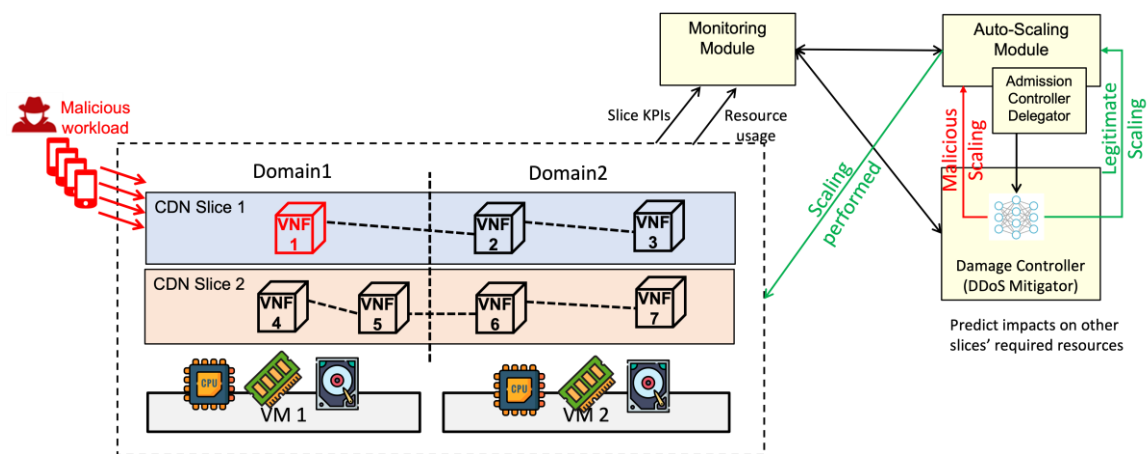 Monitoring
Module
Auto-Scaling
Module
Admission
Controller
Delegator
Malicious
workload
Slice KPIs
Resource
usage
Malicious
Scaling
Legitimate
Scaling
Scaling
performed
Domain1
Domain2
CDN Slice 1
VNF
1
VNF
2
VNF
3
CDN Slice 2
VNF
4
VNF
5
VNF
6
VNF
7
Damage Controller
(DDoS Mitigator)
Predict impacts on other
slices' required resources
CPU
CPU
VM 1
VM 2